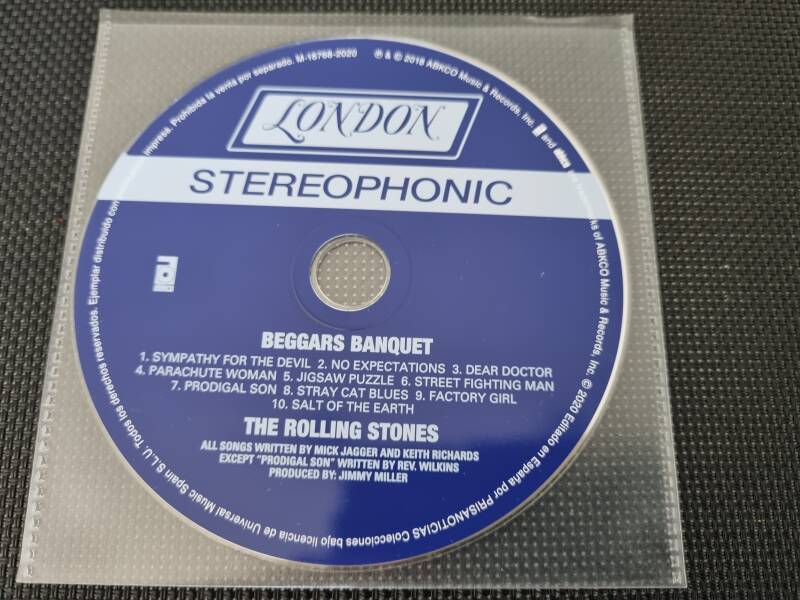 LONDON
STEREOPHONIC
BEGGARS BANQUET
1. SYMPATHY FOR THE DEVIL 2. NO EXPECTATIONS 3. DEAR DOCTOR
4. PARACHUTE WOMAN 5. JIGSAW PUZZLE 6. STREET FIGHTING MAN
7. PRODIGAL SON 8. STRAY CAT BLUES 9. FACTORY GIRL
10. SALT OF THE EARTH
THE ROLLING STONES
ALL SONGS WRITTEN BY MICK JAGGER AND KEITH RICHARDS
EXCEPT "PRODIGAL SON" WRITTEN BY REV. WILKINS
PRODUCED BY: JIMMY MILLER
℗ & © 2018 ABKCO Music & Records, Inc. and trademarks of ABKCO Music & Records, Inc. © 2020 Editado en España por PRISANOTICIAS Colecciones bajo licencia de Universal Music Spain S.L.U. Todos los derechos reservados. Ejemplar distribuido con impresa. Prohibida la venta por separado. M-18768-2020